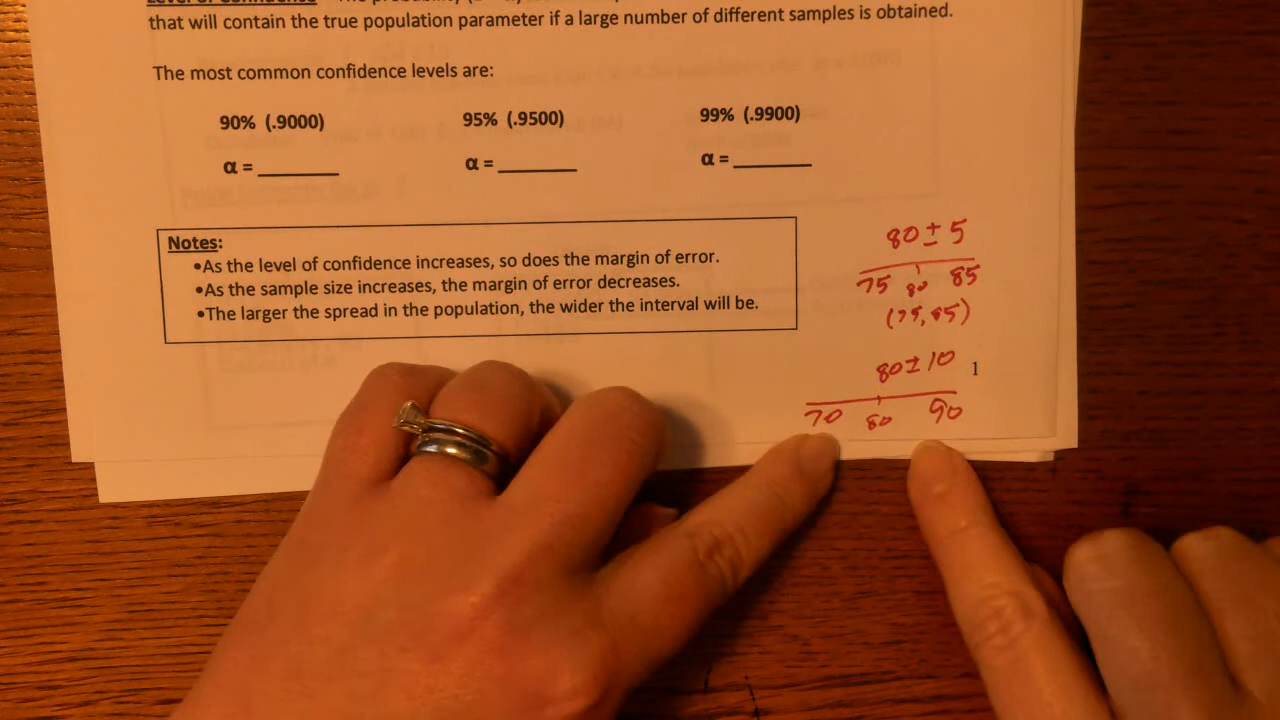 that will contain the true population parameter if a large number of different samples is obtained.
The most common confidence levels are:
90% (.9000) 95% (.9500) 99% (.9900)
α = ______ α = ______ α = ______
Notes:
•As the level of confidence increases, so does the margin of error.
•As the sample size increases, the margin of error decreases.
•The larger the spread in the population, the wider the interval will be.
80 ± 5
75 80 85
(75, 85)
80 ± 10
1
70 80 90